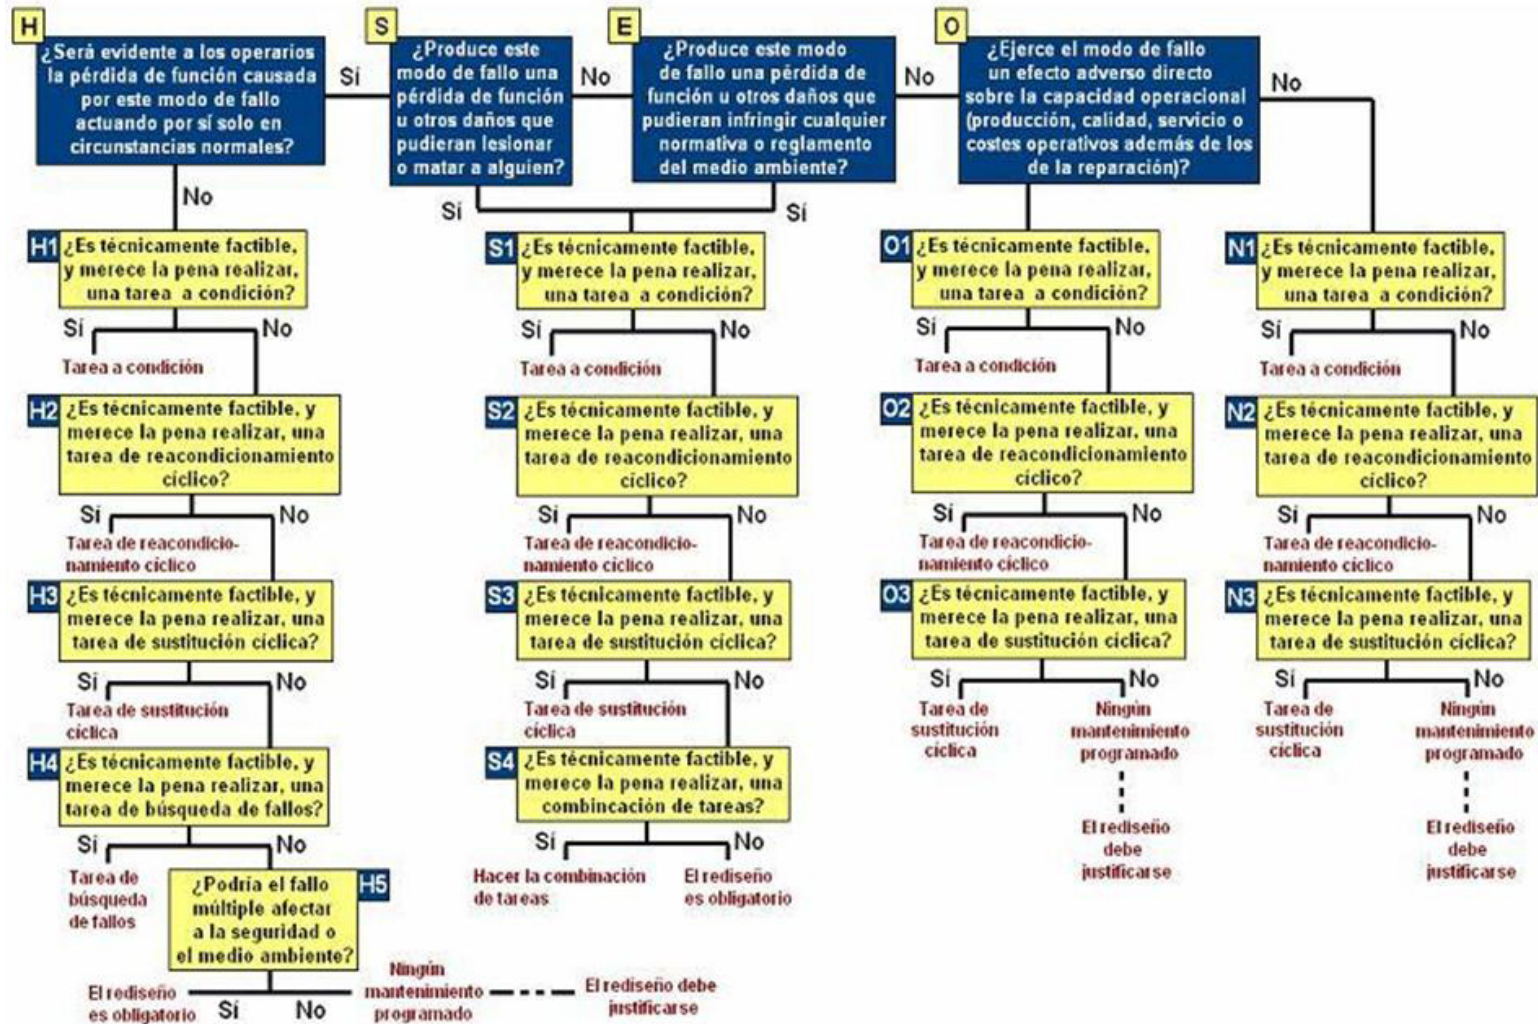 H
¿Será evidente a los operarios
la pérdida de función causada
por este modo de fallo
actuando por sí solo en
circunstancias normales?
Sí
No
S
¿Produce este
modo de fallo una
pérdida de función
u otros daños que
pudieran lesionar
o matar a alguien?
No
Sí
E
¿Produce este modo
de fallo una pérdida de
función u otros daños que
pudieran infringir cualquier
normativa o reglamento
del medio ambiente?
No
Sí
O
¿Ejerce el modo de fallo
un efecto adverso directo
sobre la capacidad operacional
(producción, calidad, servicio o
costes operativos además de los
de la reparación)?
No
H1
¿Es técnicamente factible,
y merece la pena realizar,
una tarea a condición?
Sí
No
Tarea a condición
H2
¿Es técnicamente factible, y
merece la pena realizar, una
tarea de reacondicionamiento
cíclico?
Sí
No
Tarea de reacondicio-
namiento cíclico
H3
¿Es técnicamente factible, y
merece la pena realizar, una
tarea de sustitución cíclica?
Sí
No
Tarea de sustitución
cíclica
H4
¿Es técnicamente factible, y
merece la pena realizar, una
tarea de búsqueda de fallos?
Sí
No
Tarea de
búsqueda
de fallos
H5
¿Podría el fallo
múltiple afectar
a la seguridad o
el medio ambiente?
El rediseño
es obligatorio
Sí
No
Ningún
mantenimiento
programado
El rediseño debe
justificarse
S1
¿Es técnicamente factible,
y merece la pena realizar,
una tarea a condición?
Sí
No
Tarea a condición
S2
¿Es técnicamente factible, y
merece la pena realizar, una
tarea de reacondicionamiento
cíclico?
Sí
No
Tarea de reacondicio-
namiento cíclico
S3
¿Es técnicamente factible, y
merece la pena realizar, una
tarea de sustitución cíclica?
Sí
No
Tarea de sustitución
cíclica
S4
¿Es técnicamente factible, y
merece la pena realizar, una
combincación de tareas?
Sí
No
Hacer la combinación
de tareas
El rediseño
es obligatorio
O1
¿Es técnicamente factible,
y merece la pena realizar,
una tarea a condición?
Sí
No
Tarea a condición
O2
¿Es técnicamente factible, y
merece la pena realizar, una
tarea de reacondicionamiento
cíclico?
Sí
No
Tarea de reacondicio-
namiento cíclico
O3
¿Es técnicamente factible, y
merece la pena realizar, una
tarea de sustitución cíclica?
Sí
No
Tarea de
sustitución
cíclica
Ningún
mantenimiento
programado
El rediseño
debe
justificarse
N1
¿Es técnicamente factible,
y merece la pena realizar,
una tarea a condición?
Sí
No
Tarea a condición
N2
¿Es técnicamente factible, y
merece la pena realizar, una
tarea de reacondicionamiento
cíclico?
Sí
No
Tarea de reacondicio-
namiento cíclico
N3
¿Es técnicamente factible, y
merece la pena realizar, una
tarea de sustitución cíclica?
Sí
No
Tarea de
sustitución
cíclica
Ningún
mantenimiento
programado
El rediseño
debe
justificarse